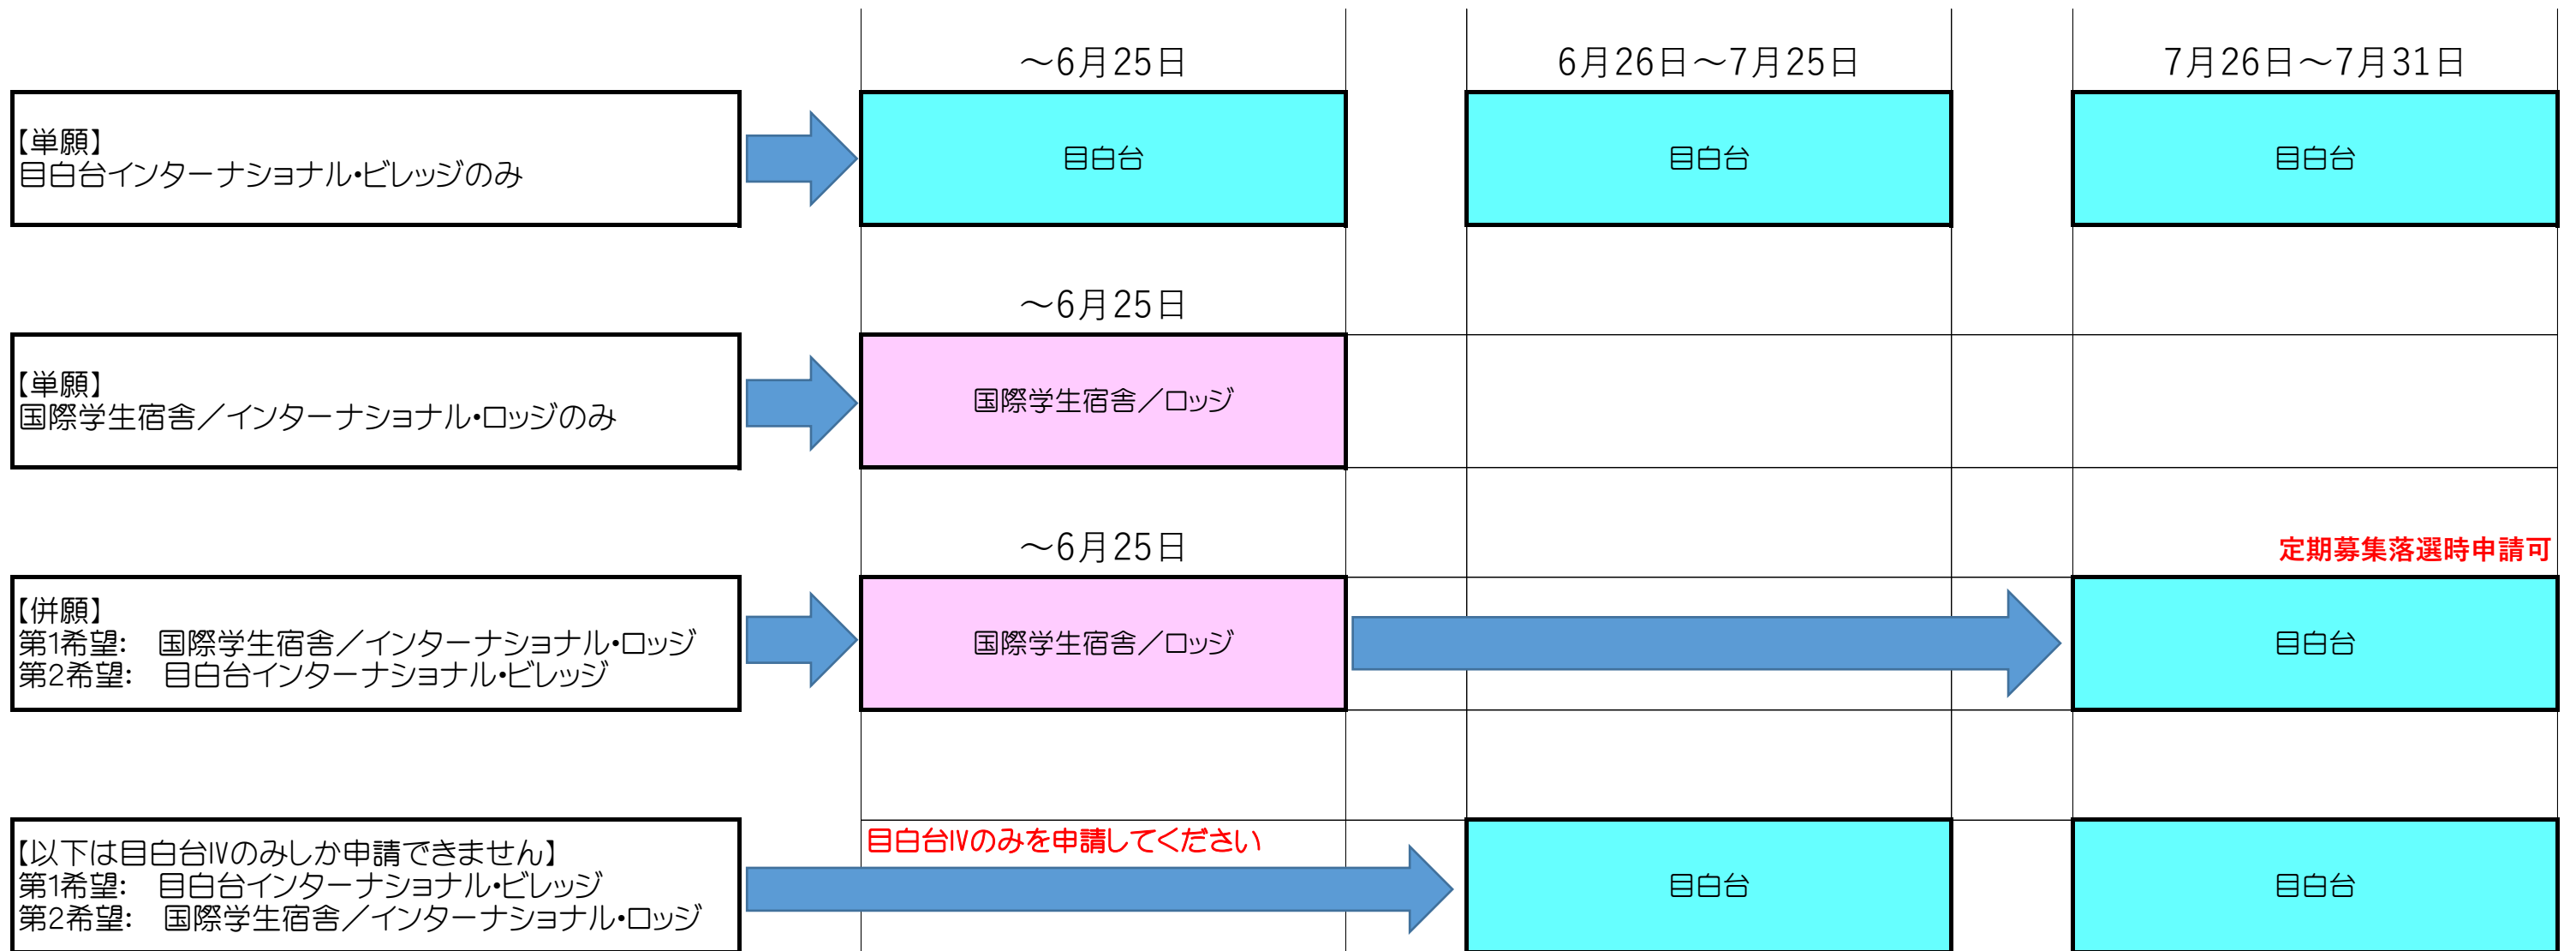 ～6月25日
6月26日～7月25日
7月26日～7月31日
【単願】
目白台インターナショナル・ビレッジのみ
目白台
目白台
目白台
～6月25日
【単願】
国際学生宿舎／インターナショナル・ロッジのみ
国際学生宿舎／ロッジ
～6月25日
定期募集落選時申請可
【併願】
第1希望：　国際学生宿舎／インターナショナル・ロッジ
第2希望：　目白台インターナショナル・ビレッジ
国際学生宿舎／ロッジ
目白台
【以下は目白台IVのみしか申請できません】
第1希望：　目白台インターナショナル・ビレッジ
第2希望：　国際学生宿舎／インターナショナル・ロッジ
目白台IVのみを申請してください
目白台
目白台